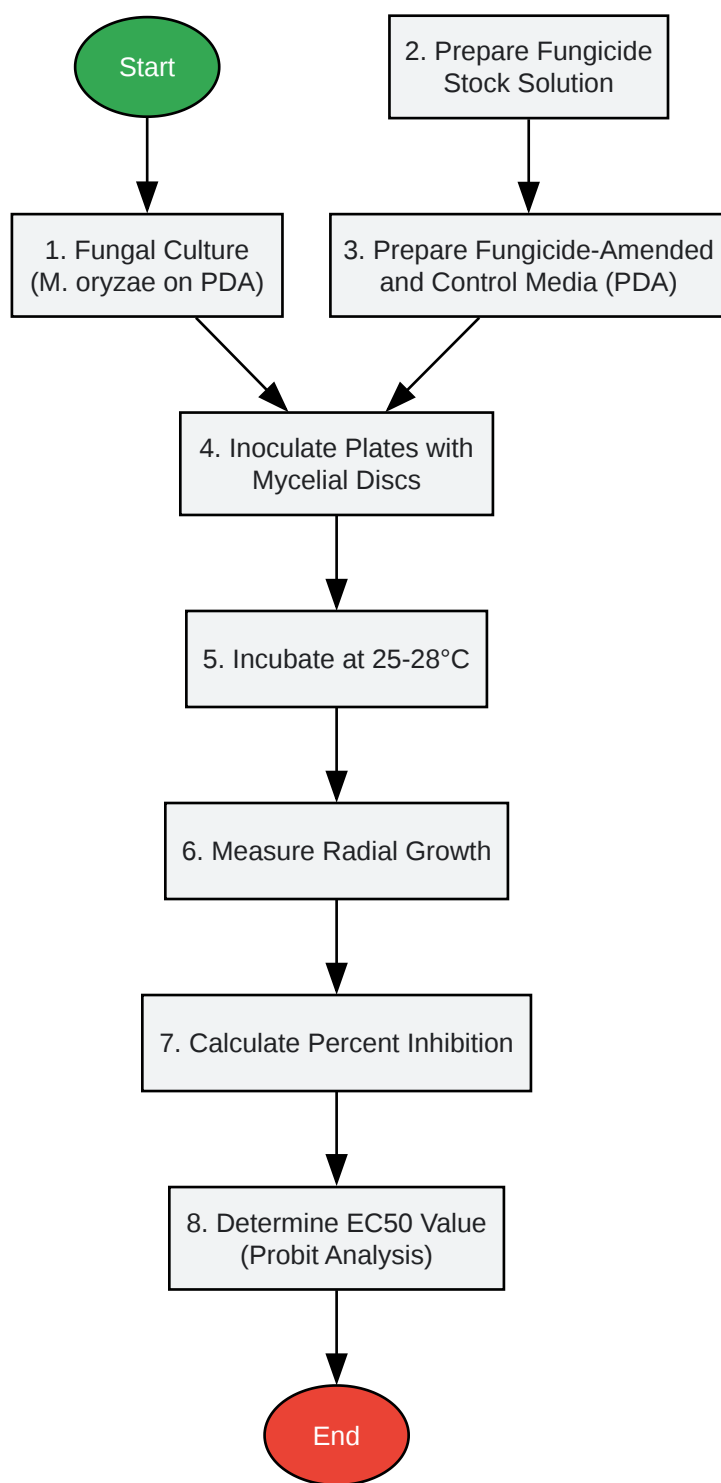 Start
2. Prepare Fungicide
Stock Solution
1. Fungal Culture
(M. oryzae on PDA)
3. Prepare Fungicide-Amended
and Control Media (PDA)
4. Inoculate Plates with
Mycelial Discs
5. Incubate at 25-28°C
6. Measure Radial Growth
7. Calculate Percent Inhibition
8. Determine EC50 Value
(Probit Analysis)
End